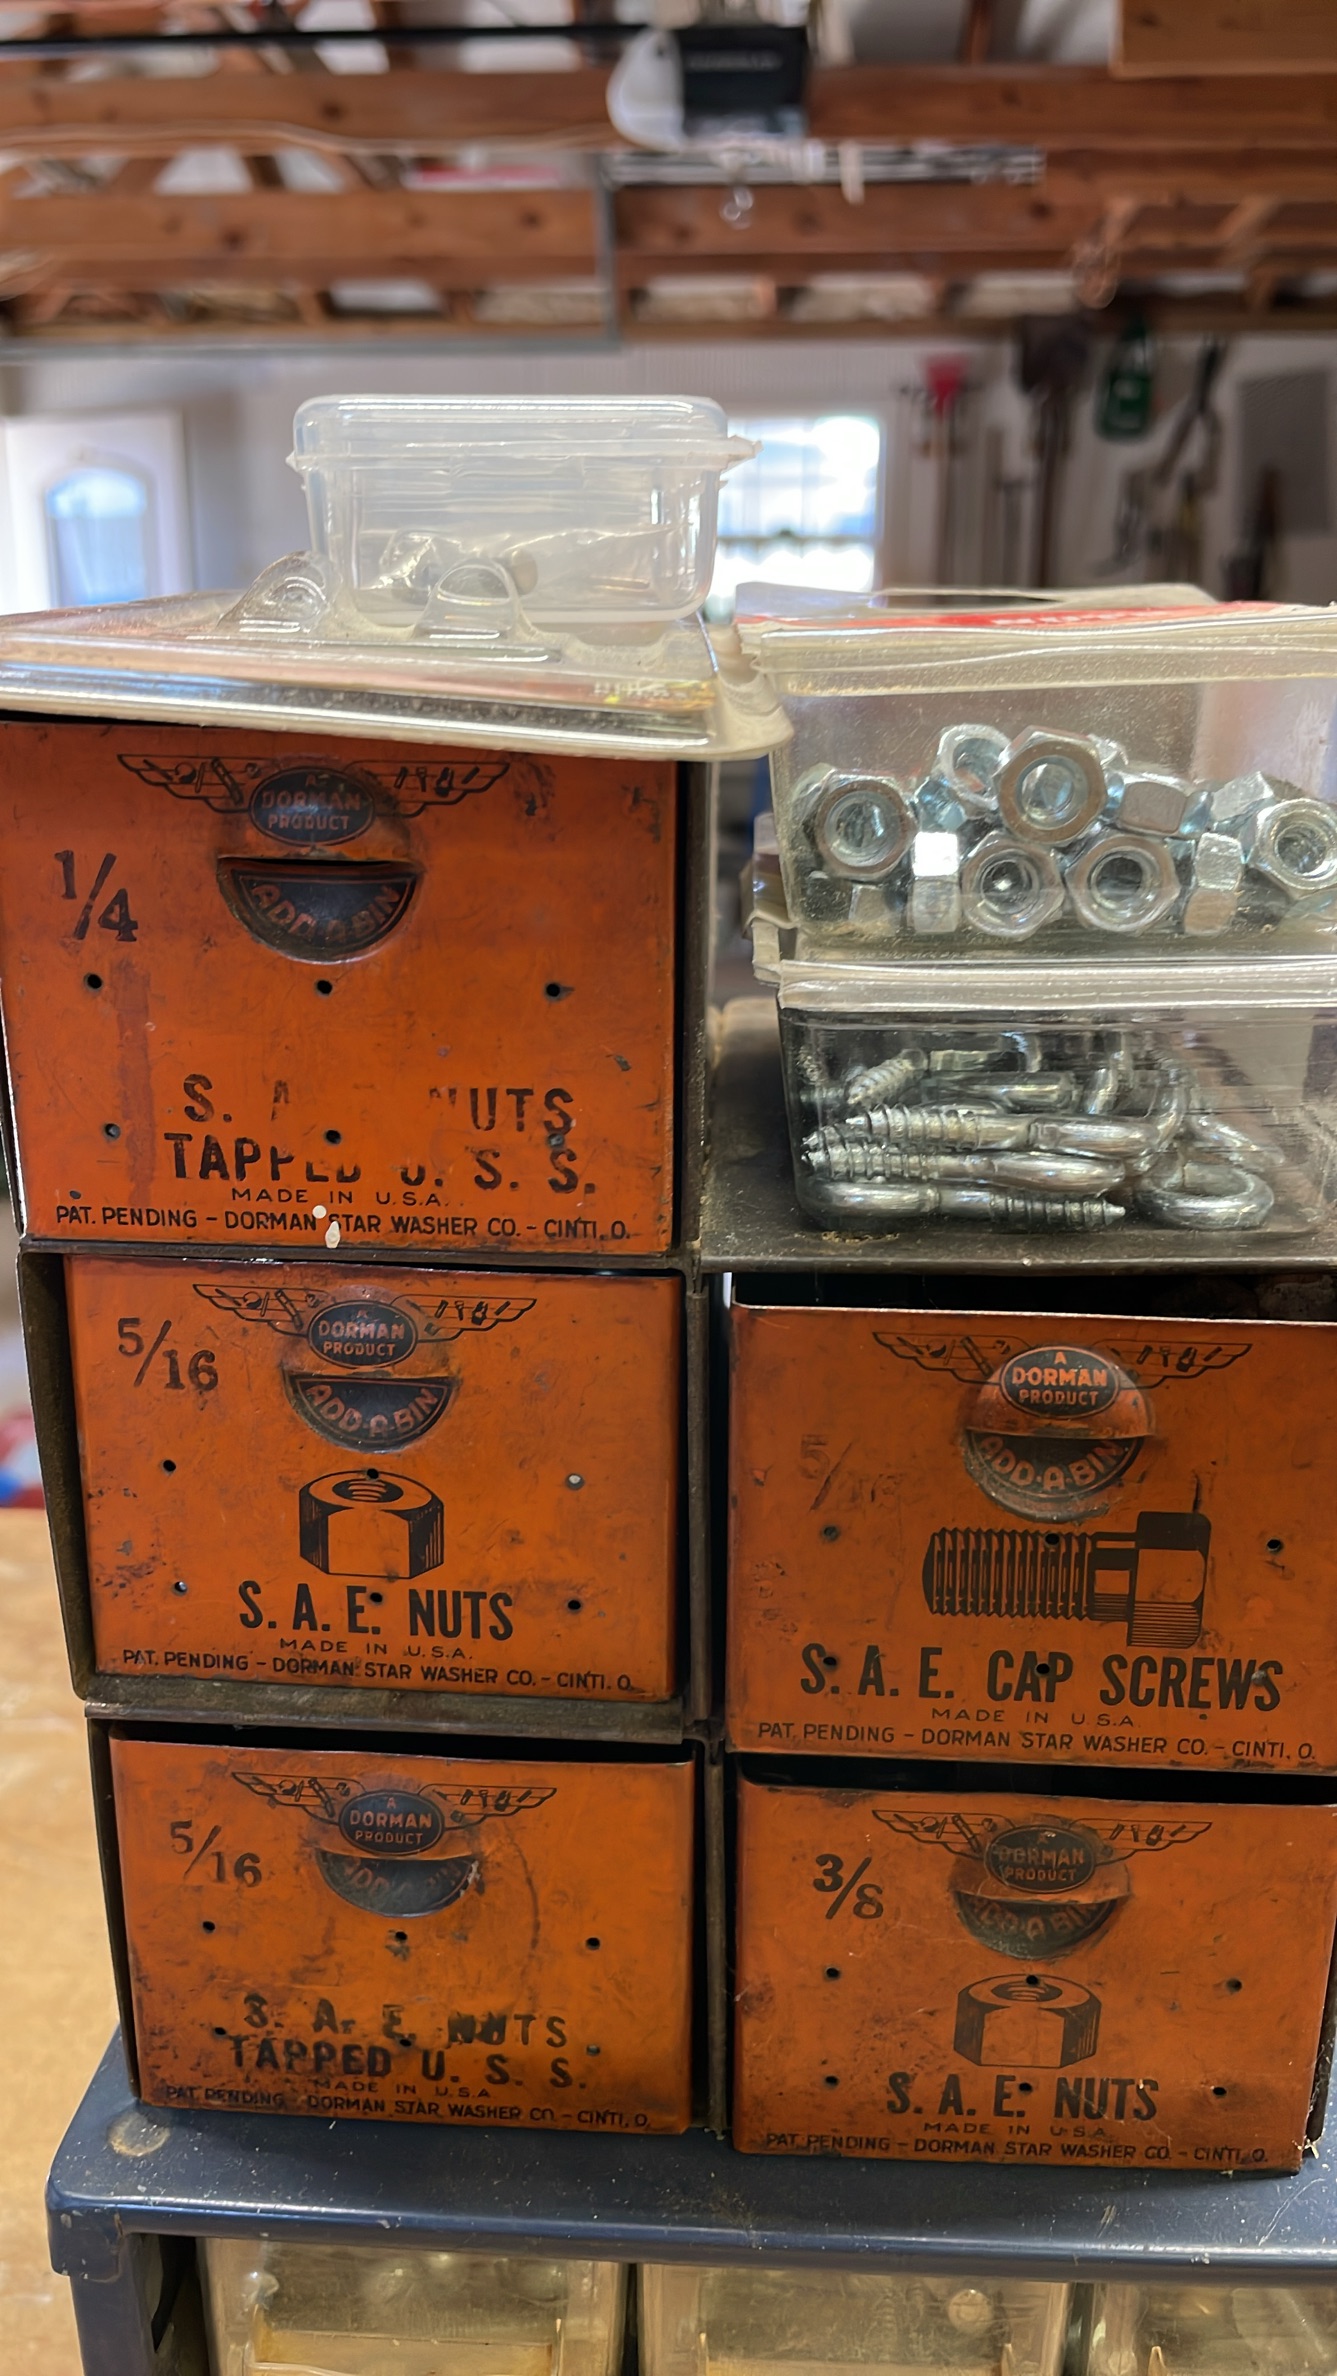 A
DORMAN
PRODUCT
ADD-A-BIN
1/4
S. A NUTS
TAPPED U. S. S.
MADE IN U.S.A.
PAT. PENDING – DORMAN STAR WASHER CO. – CINTI, O.
A
DORMAN
PRODUCT
ADD-A-BIN
5/16
S. A. E. NUTS
MADE IN U.S.A.
PAT. PENDING – DORMAN STAR WASHER CO. – CINTI, O.
A
DORMAN
PRODUCT
ADD-A-BIN
5/
S. A. E. CAP SCREWS
MADE IN U.S.A.
PAT. PENDING – DORMAN STAR WASHER CO. – CINTI, O.
A
DORMAN
PRODUCT
5/16
S. A. E. NUTS
TAPPED U. S. S.
MADE IN U.S.A
PAT. PENDING – DORMAN STAR WASHER CO. – CINTI, O.
A
DORMAN
PRODUCT
ADD-A-BIN
3/8
S. A. E. NUTS
MADE IN U.S.A
PAT. PENDING – DORMAN STAR WASHER CO. – CINTI, O.